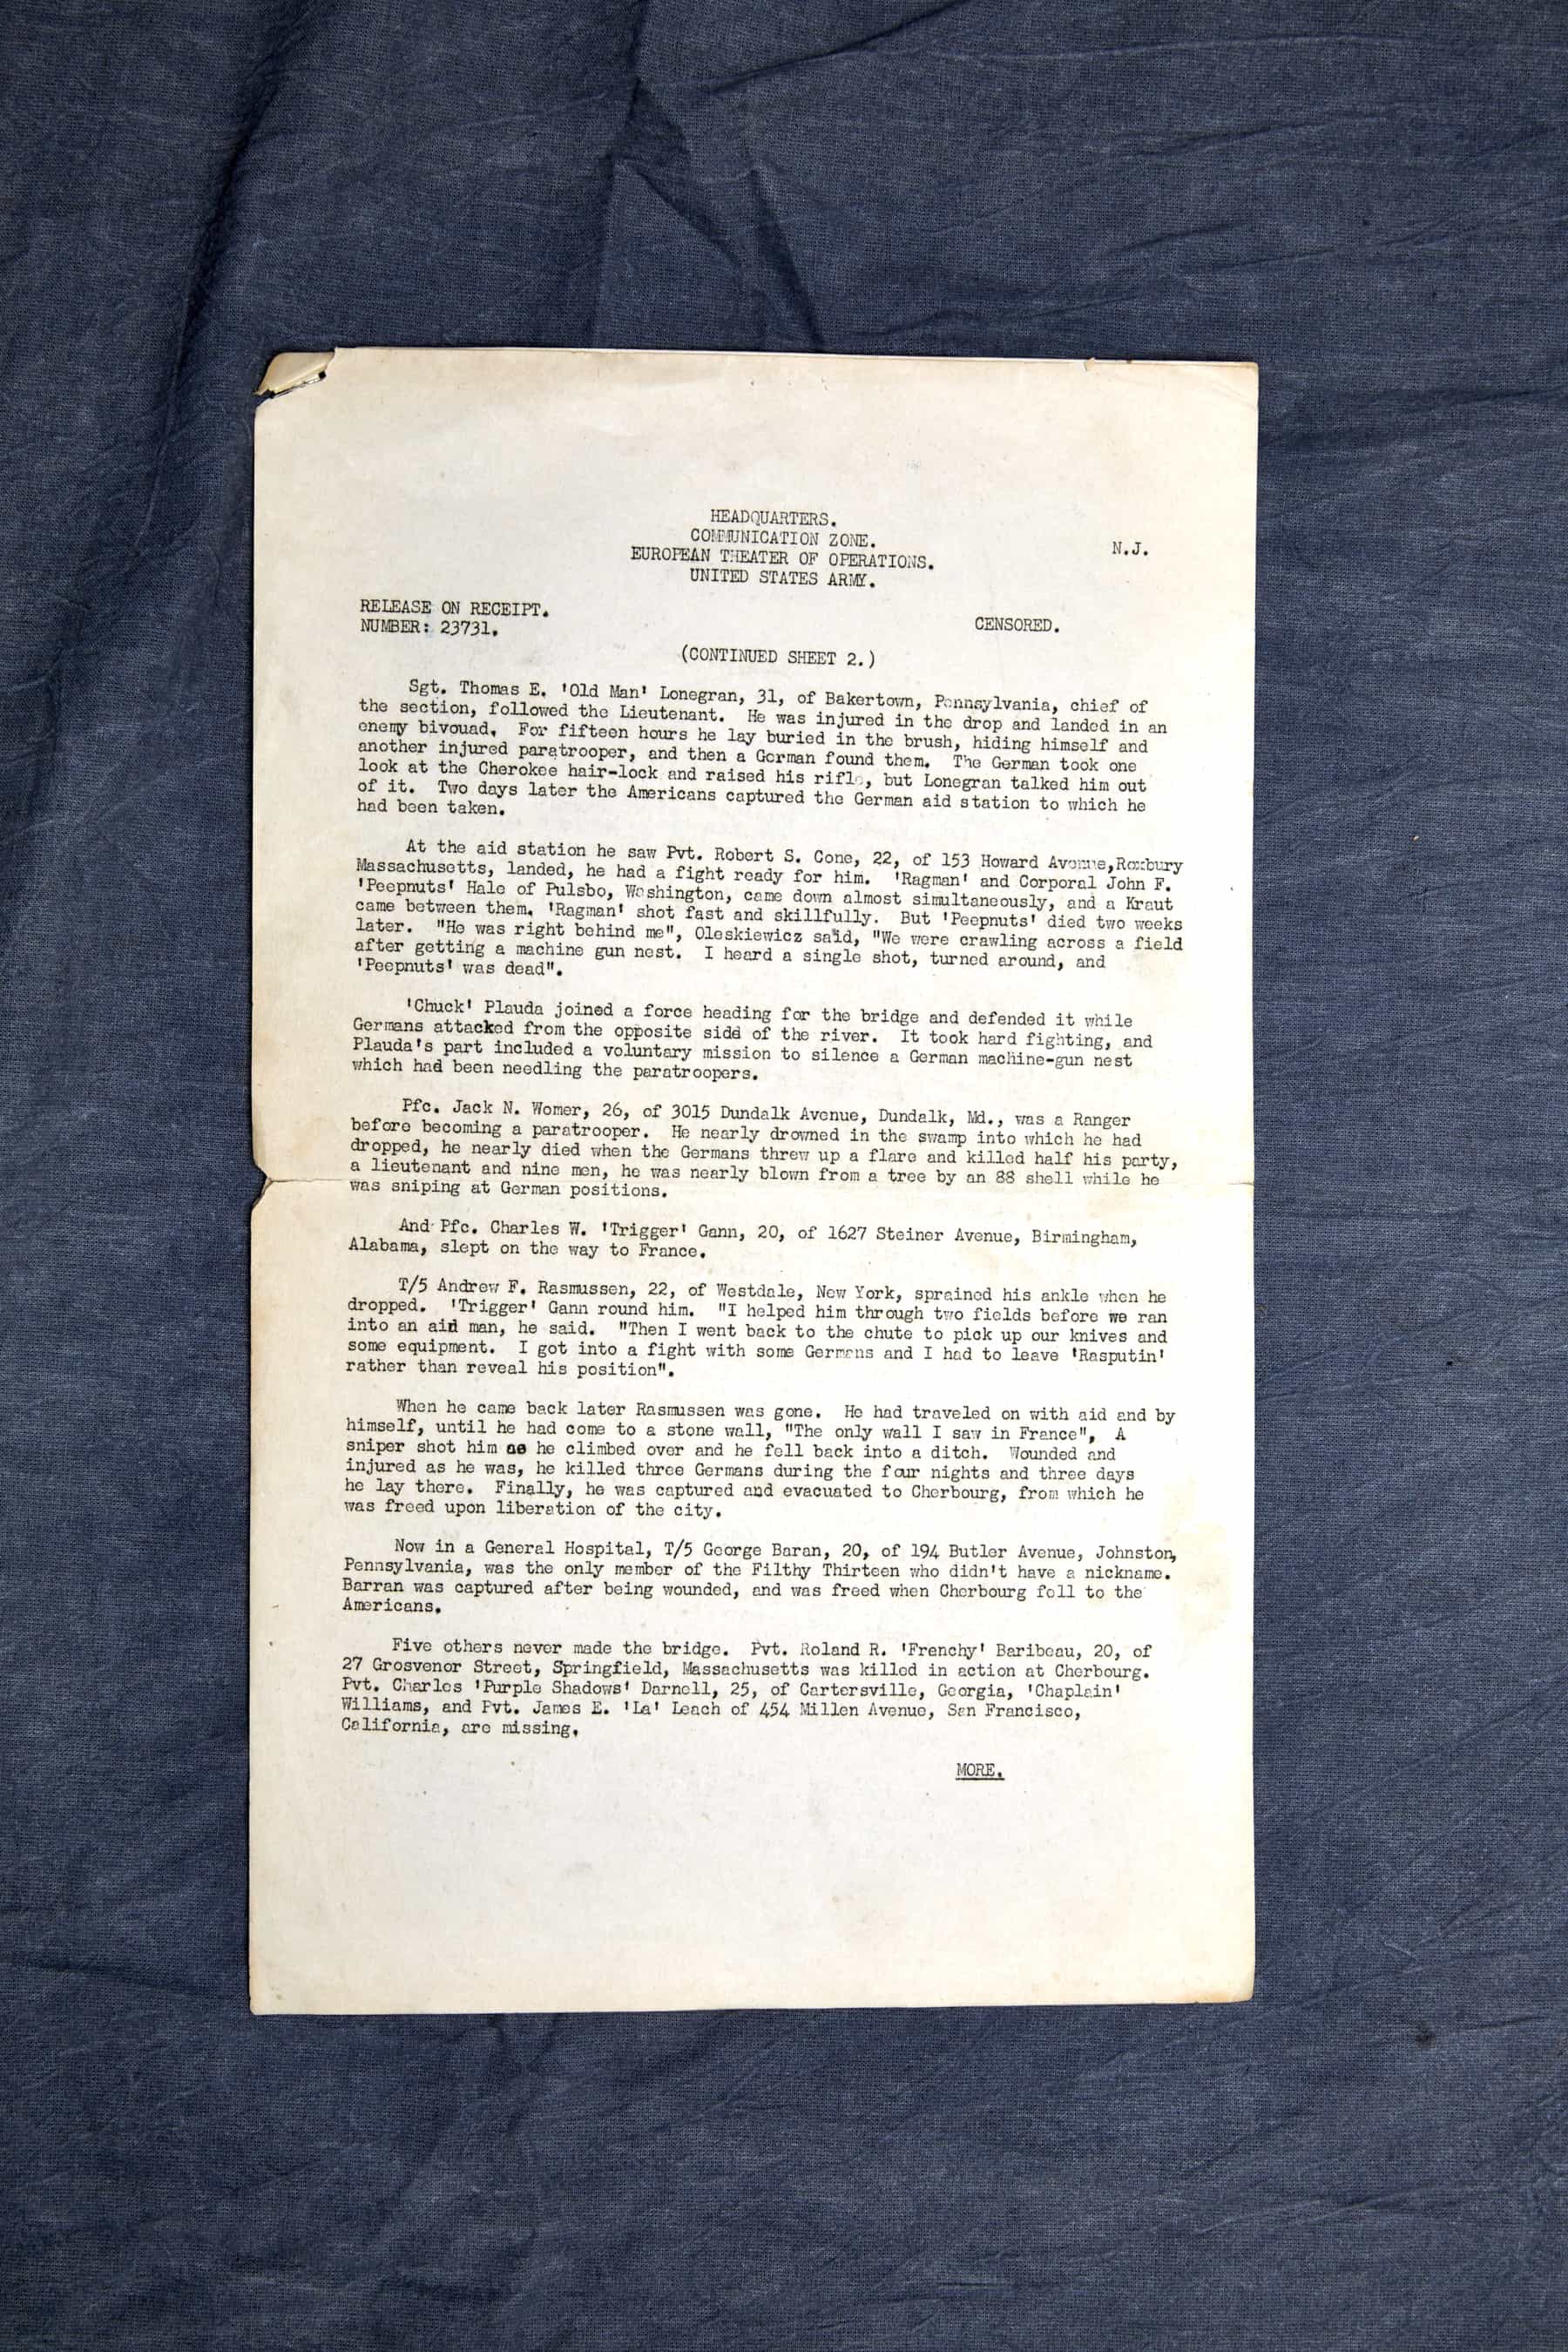 HEADQUARTERS.
COMMUNICATION ZONE.
N.J.
EUROPEAN THEATER OF OPERATIONS.
UNITED STATES ARMY.
RELEASE ON RECEIPT.
NUMBER: 23731.
CENSORED.
(CONTINUED SHEET 2.)
Sgt. Thomas E. 'Old Man' Lonegran, 31, of Bakertown, Pennsylvania, chief of
the section, followed the Lieutenant. He was injured in the drop and landed in an
enemy bivouad. For fifteen hours he lay buried in the brush, hiding himself and
another injured paratrooper, and then a German found them. The German took one
look at the Cherokee hair-lock and raised his rifle, but Lonegran talked him out
of it. Two days later the Americans captured the German aid station to which he
had been taken.
At the aid station he saw Pvt. Robert S. Cone, 22, of 153 Howard Avenue,Roxbury
Massachusetts, landed, he had a fight ready for him. 'Ragman' and Corporal John F.
'Peepnuts' Hale of Pulsbo, Washington, came down almost simultaneously, and a Kraut
came between them. 'Ragman' shot fast and skillfully. But 'Peepnuts' died two weeks
later. "He was right behind me", Oleskiewicz said, "We were crawling across a field
after getting a machine gun nest. I heard a single shot, turned around, and
'Peepnuts' was dead".
'Chuck' Plauda joined a force heading for the bridge and defended it while
Germans attacked from the opposite side of the river. It took hard fighting, and
Plauda's part included a voluntary mission to silence a German machine-gun nest
which had been needling the paratroopers.
Pfc. Jack N. Womer, 26, of 3015 Dundalk Avenue, Dundalk, Md., was a Ranger
before becoming a paratrooper. He nearly drowned in the swamp into which he had
dropped, he nearly died when the Germans threw up a flare and killed half his party,
a lieutenant and nine men, he was nearly blown from a tree by an 88 shell while he
was sniping at German positions.
And Pfc. Charles W. 'Trigger' Gann, 20, of 1627 Steiner Avenue, Birmingham,
Alabama, slept on the way to France.
T/5 Andrew F. Rasmussen, 22, of Westdale, New York, sprained his ankle when he
dropped. 'Trigger' Gann round him. "I helped him through two fields before we ran
into an aid man, he said. "Then I went back to the chute to pick up our knives and
some equipment. I got into a fight with some Germans and I had to leave 'Rasputin'
rather than reveal his position".
When he came back later Rasmussen was gone. He had traveled on with aid and by
himself, until he had come to a stone wall, "The only wall I saw in France", A
sniper shot him as he climbed over and he fell back into a ditch. Wounded and
injured as he was, he killed three Germans during the four nights and three days
he lay there. Finally, he was captured and evacuated to Cherbourg, from which he
was freed upon liberation of the city.
Now in a General Hospital, T/5 George Baran, 20, of 194 Butler Avenue, Johnston,
Pennsylvania, was the only member of the Filthy Thirteen who didn't have a nickname.
Barran was captured after being wounded, and was freed when Cherbourg fell to the
Americans.
Five others never made the bridge. Pvt. Roland R. 'Frenchy' Baribeau, 20, of
27 Grosvenor Street, Springfield, Massachusetts was killed in action at Cherbourg.
Pvt. Charles 'Purple Shadows' Darnell, 25, of Cartersville, Georgia, 'Chaplain'
Williams, and Pvt. James E. 'La' Leach of 454 Millen Avenue, San Francisco,
California, are missing.
MORE.